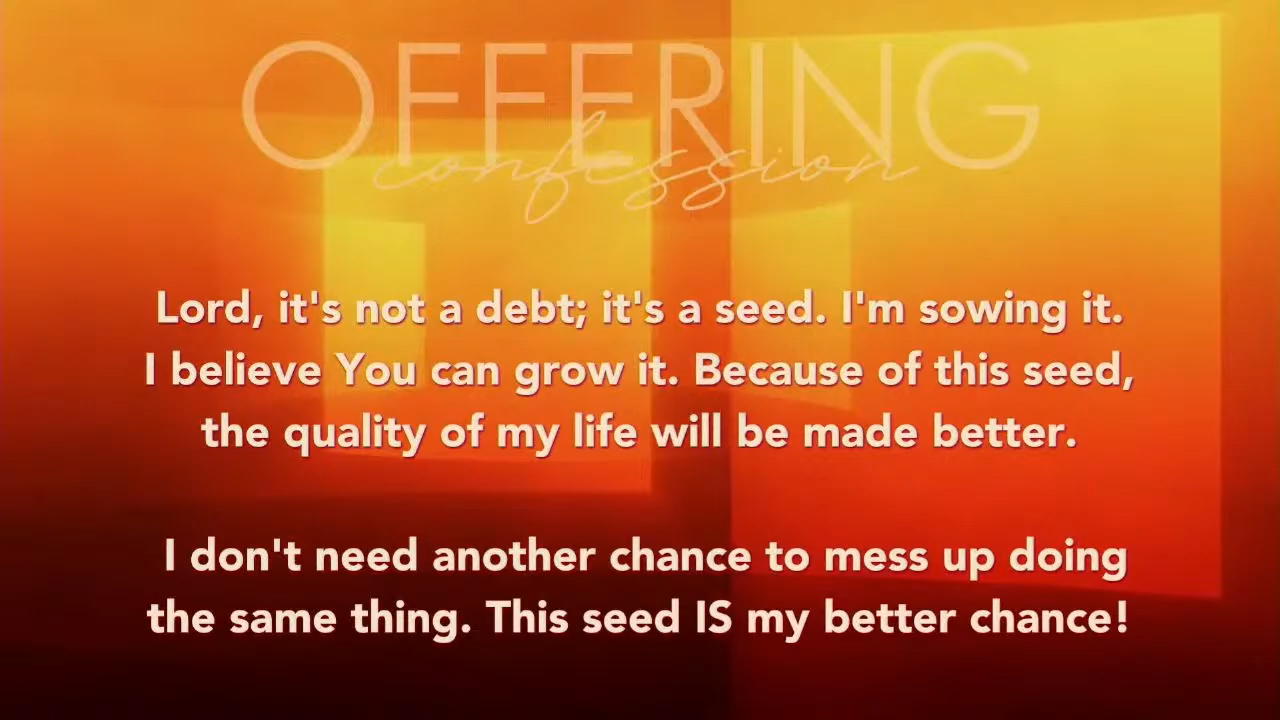 OFFERING
confession
Lord, it's not a debt; it's a seed. I'm sowing it.
I believe You can grow it. Because of this seed,
the quality of my life will be made better.
I don't need another chance to mess up doing
the same thing. This seed IS my better chance!